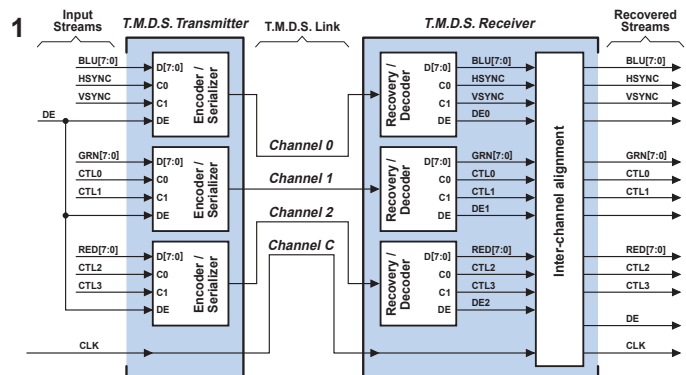 1
Input Streams
T.M.D.S. Transmitter
T.M.D.S. Link
T.M.D.S. Receiver
Recovered Streams
BLU[7:0]
HSYNC
VSYNC
DE
D[7:0]
C0
C1
DE
Encoder / Serializer
GRN[7:0]
CTL0
CTL1
D[7:0]
C0
C1
DE
Encoder / Serializer
RED[7:0]
CTL2
CTL3
D[7:0]
C0
C1
DE
Encoder / Serializer
CLK
Channel 0
Channel 1
Channel 2
Channel C
Recovery / Decoder
D[7:0]
C0
C1
DE
BLU[7:0]
HSYNC
VSYNC
DE0
Recovery / Decoder
D[7:0]
C0
C1
DE
GRN[7:0]
CTL0
CTL1
DE1
Recovery / Decoder
D[7:0]
C0
C1
DE
RED[7:0]
CTL2
CTL3
DE2
Inter-channel alignment
BLU[7:0]
HSYNC
VSYNC
GRN[7:0]
CTL0
CTL1
RED[7:0]
CTL2
CTL3
DE
CLK